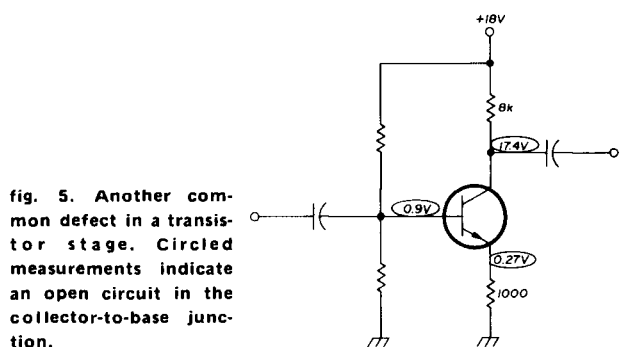 +18V
8k
17.4V
0.9V
0.27V
1000
fig. 5. Another com-
mon defect in a transis-
tor stage. Circled
measurements indicate
an open circuit in the
collector-to-base junc-
tion.